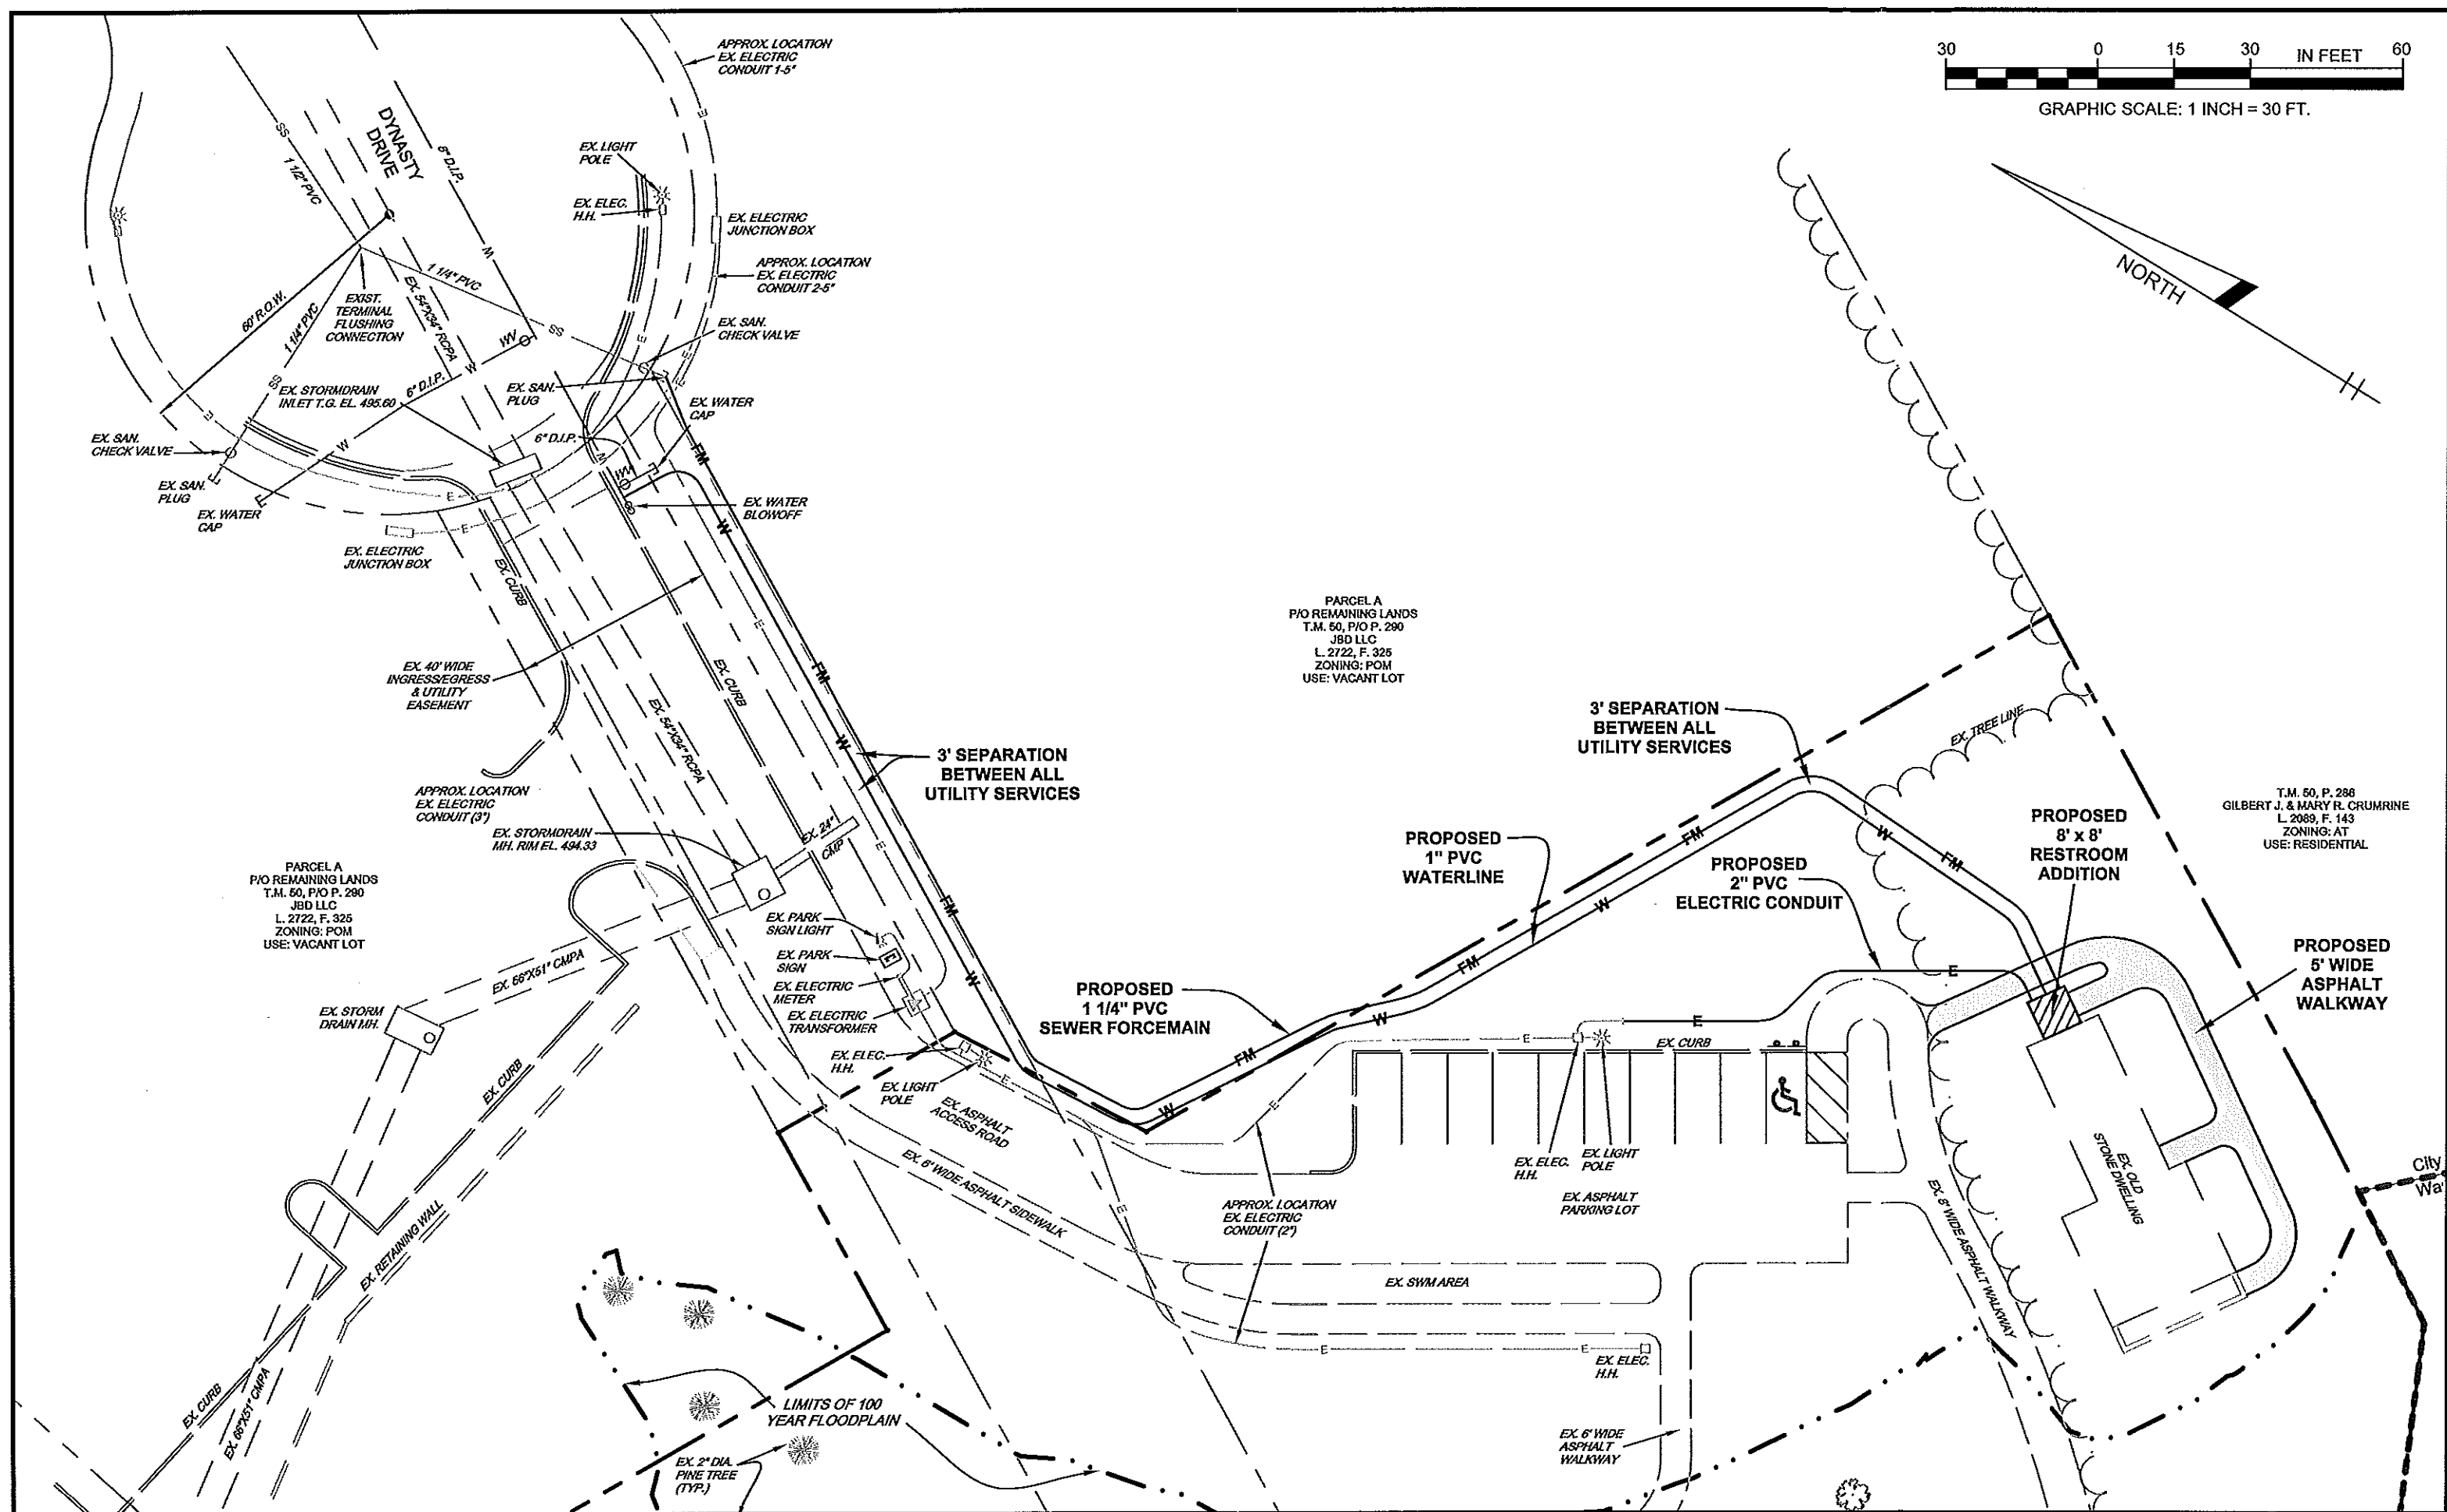 APPROX. LOCATION
EX. ELECTRIC
CONDUIT 1-5"
30 0 15 30 IN FEET 60
GRAPHIC SCALE: 1 INCH = 30 FT.
NORTH
DYNASTY
DRIVE
SS
1 1/2" PVC
8" D.I.P.
W
E
EX. LIGHT
POLE
EX. ELEC.
H.H.
EX. ELECTRIC
JUNCTION BOX
APPROX. LOCATION
EX. ELECTRIC
CONDUIT 2-5"
60' R.O.W.
EXIST.
TERMINAL
FLUSHING
CONNECTION
1 1/4" PVC
1 1/4" PVC
SS
SS
EX. 54"X34" RCPA
WV
W
6" D.I.P.
EX. SAN.
CHECK VALVE
EX. STORMDRAIN
INLET T.G. EL. 495.60
EX. SAN.
PLUG
EX. WATER
CAP
6" D.I.P.
EX. SAN.
CHECK VALVE
EX. SAN.
PLUG
EX. WATER
CAP
W
E
E
WV
FM
EX. WATER
BLOWOFF
EX. ELECTRIC
JUNCTION BOX
E
EX. CURB
W
EX. 40' WIDE
INGRESS/EGRESS
& UTILITY
EASEMENT
EX. CURB
E
FM
EX. 54"X34" RCPA
W
PARCEL A
P/O REMAINING LANDS
T.M. 50, P/O P. 290
JBD LLC
L. 2722, F. 325
ZONING: POM
USE: VACANT LOT
3' SEPARATION
BETWEEN ALL
UTILITY SERVICES
3' SEPARATION
BETWEEN ALL
UTILITY SERVICES
EX. TREE LINE
APPROX. LOCATION
EX. ELECTRIC
CONDUIT (3")
EX. STORMDRAIN
MH. RIM EL. 494.33
EX. 24"
CMP
E
T.M. 50, P. 286
GILBERT J. & MARY R. CRUMRINE
L. 2089, F. 143
ZONING: AT
USE: RESIDENTIAL
PROPOSED
8' x 8'
RESTROOM
ADDITION
PROPOSED
1" PVC
WATERLINE
FM
W
FM
PROPOSED
2" PVC
ELECTRIC CONDUIT
PARCEL A
P/O REMAINING LANDS
T.M. 50, P/O P. 290
JBD LLC
L. 2722, F. 325
ZONING: POM
USE: VACANT LOT
EX. PARK
SIGN LIGHT
EX. PARK
SIGN
FM
W
W
FM
E
PROPOSED
5' WIDE
ASPHALT
WALKWAY
EX. 66"X51" CMPA
EX. ELECTRIC
METER
EX. ELECTRIC
TRANSFORMER
PROPOSED
1 1/4" PVC
SEWER FORCEMAIN
EX. STORM
DRAIN MH.
W
E
E
EX. CURB
EX. ELEC.
H.H.
EX. LIGHT
POLE
E
FM
W
E
EX. CURB
EX. ASPHALT
ACCESS ROAD
EX. ELEC.
H.H.
EX. LIGHT
POLE
EX. ASPHALT
PARKING LOT
EX. OLD
STONE DWELLING
City
Wa
EX. 6' WIDE ASPHALT SIDEWALK
E
APPROX. LOCATION
EX. ELECTRIC
CONDUIT (2")
EX. 8' WIDE ASPHALT WALKWAY
EX. RETAINING WALL
EX. SWM AREA
E
E
EX. ELEC.
H.H.
EX. CURB
EX. 66"X51" CMPA
LIMITS OF 100
YEAR FLOODPLAIN
EX. 2" DIA.
PINE TREE
(TYP.)
EX. 6' WIDE
ASPHALT
WALKWAY